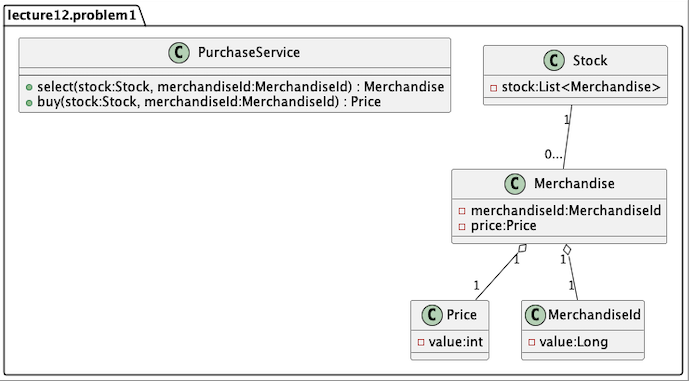 lecture12.problem1
C PurchaseService
select(stock:Stock, merchandiseId:MerchandiseId) : Merchandise
buy(stock:Stock, merchandiseId:MerchandiseId) : Price
C Stock
stock:List<Merchandise>
1
0...
C Merchandise
merchandiseId:MerchandiseId
price:Price
1
1
1
1
C Price
value:int
C MerchandiseId
value:Long